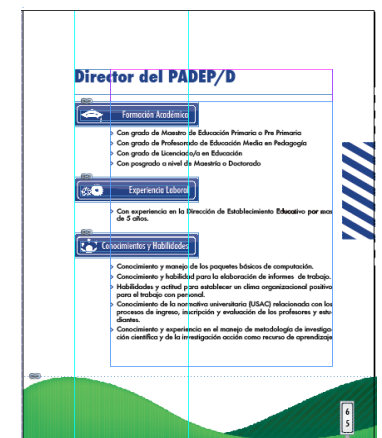 Director del PADEP/D
Formación Académica
Con grado de Maestro de Educación Primaria o Pre Primaria
Con grado de Profesorado de Educación Media en Pedagogía
Con grado de Licenciado/a en Educación
Con posgrado a nivel de Maestría o Doctorado
Experiencia Laboral
Con experiencia en la Dirección de Establecimiento Educativo por mas
de 5 años.
Conocimientos y Habilidades
Conocimiento y manejo de los paquetes básicos de computación.
Conocimiento y habilidad para la elaboración de informes de trabajo.
Habilidades y actitud para establecer un clima organizacional positivo
para el trabajo con personal.
Conocimiento de la normativa universitaria (USAC) relacionada con los
procesos de ingreso, inscripción y evaluación de los profesores y estu-
diantes.
Conocimiento y experiencia en el manejo de metodología de investiga-
ción científica y de la investigación acción como recurso de aprendizaje
6
5